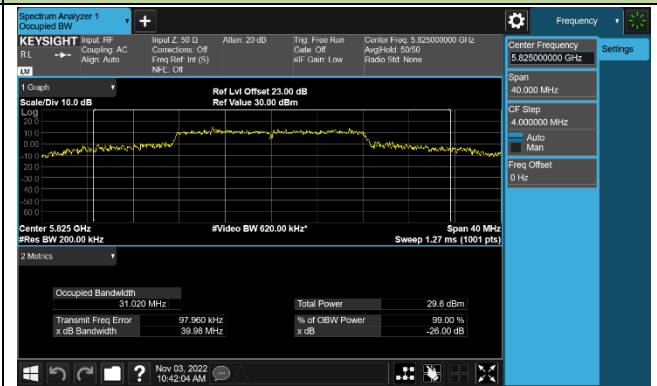 Spectrum Analyzer 1
Occupied BW
+
Frequency
KEYSIGHT
RL
LXI
Input: RF
Coupling: AC
Align: Auto
Input Z: 50 Ω
Corrections: Off
Freq Ref: Int (S)
NFE: Off
Atten: 20 dB
Trig: Free Run
Gate: Off
#IF Gain: Low
Center Freq: 5.825000000 GHz
Avg|Hold: 50/50
Radio Std: None
Center Frequency
5.825000000 GHz
Settings
Span
40.000 MHz
CF Step
4.000000 MHz
Auto
Man
Freq Offset
0 Hz
1 Graph
Scale/Div 10.0 dB
Ref Lvl Offset 23.00 dB
Ref Value 30.00 dBm
Log
20.0
10.0
0.00
-10.0
-20.0
-30.0
-40.0
-50.0
-60.0
Center 5.825 GHz
#Video BW 620.00 kHz*
Span 40 MHz
#Res BW 200.00 kHz
Sweep 1.27 ms (1001 pts)
2 Metrics
Occupied Bandwidth
31.020 MHz
Total Power
29.6 dBm
Transmit Freq Error
97.960 kHz
% of OBW Power
99.00 %
x dB Bandwidth
39.98 MHz
x dB
-26.00 dB
?
Nov 03, 2022
10:42:04 AM